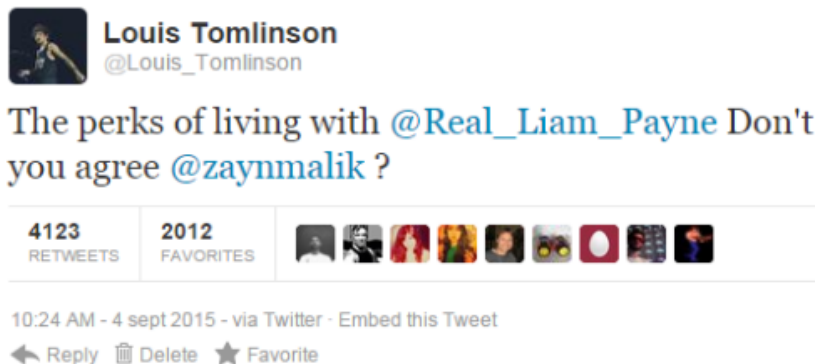 Louis Tomlinson
@Louis_Tomlinson
The perks of living with @Real_Liam_Payne Don't
you agree @zaynmalik ?
4123 2012
RETWEETS FAVORITES
10:24 AM - 4 sept 2015 - via Twitter · Embed this Tweet
Reply Delete Favorite